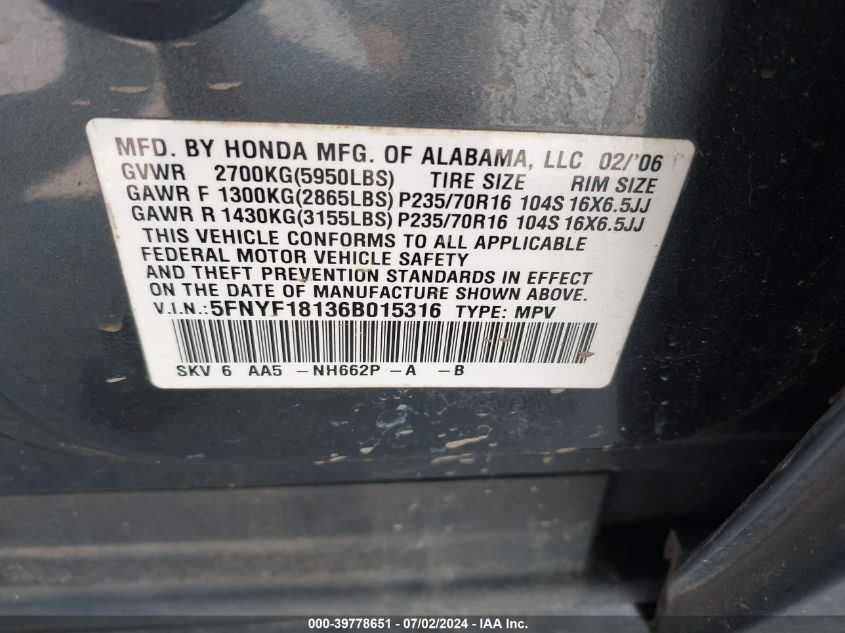 MFD. BY HONDA MFG. OF ALABAMA, LLC 02/'06
GVWR 2700KG(5950LBS) TIRE SIZE RIM SIZE
GAWR F 1300KG(2865LBS) P235/70R16 104S 16X6.5JJ
GAWR R 1430KG(3155LBS) P235/70R16 104S 16X6.5JJ
THIS VEHICLE CONFORMS TO ALL APPLICABLE
FEDERAL MOTOR VEHICLE SAFETY
AND THEFT PREVENTION STANDARDS IN EFFECT
ON THE DATE OF MANUFACTURE SHOWN ABOVE.
V.I.N.:5FNYF18136B015316 TYPE: MPV
SKV 6 AA5 -NH662P -A -B
000-39778651 / 07/02/2024 - IAA Inc.